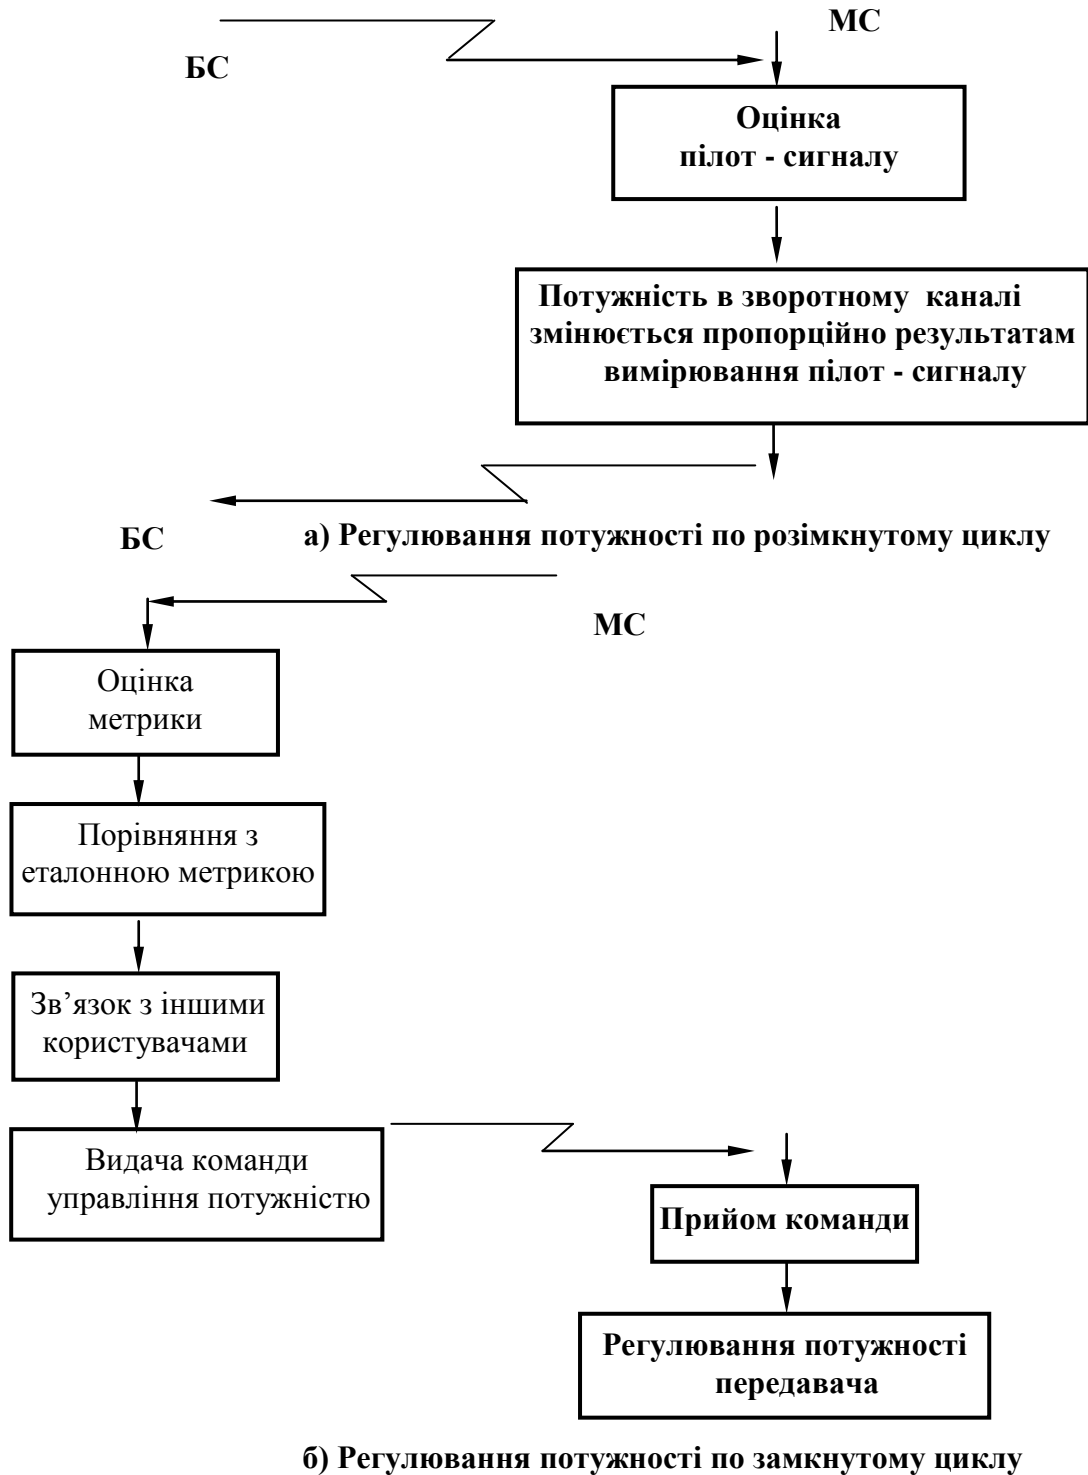 МС
БС
Оцінка
пілот - сигналу
Потужність в зворотному каналі
змінюється пропорційно результатам
вимірювання пілот - сигналу
БС
а) Регулювання потужності по розімкнутому циклу
МС
Оцінка
метрики
Порівняння з
еталонною метрикою
Зв’язок з іншими
користувачами
Видача команди
управління потужністю
Прийом команди
Регулювання потужності
передавача
б) Регулювання потужності по замкнутому циклу